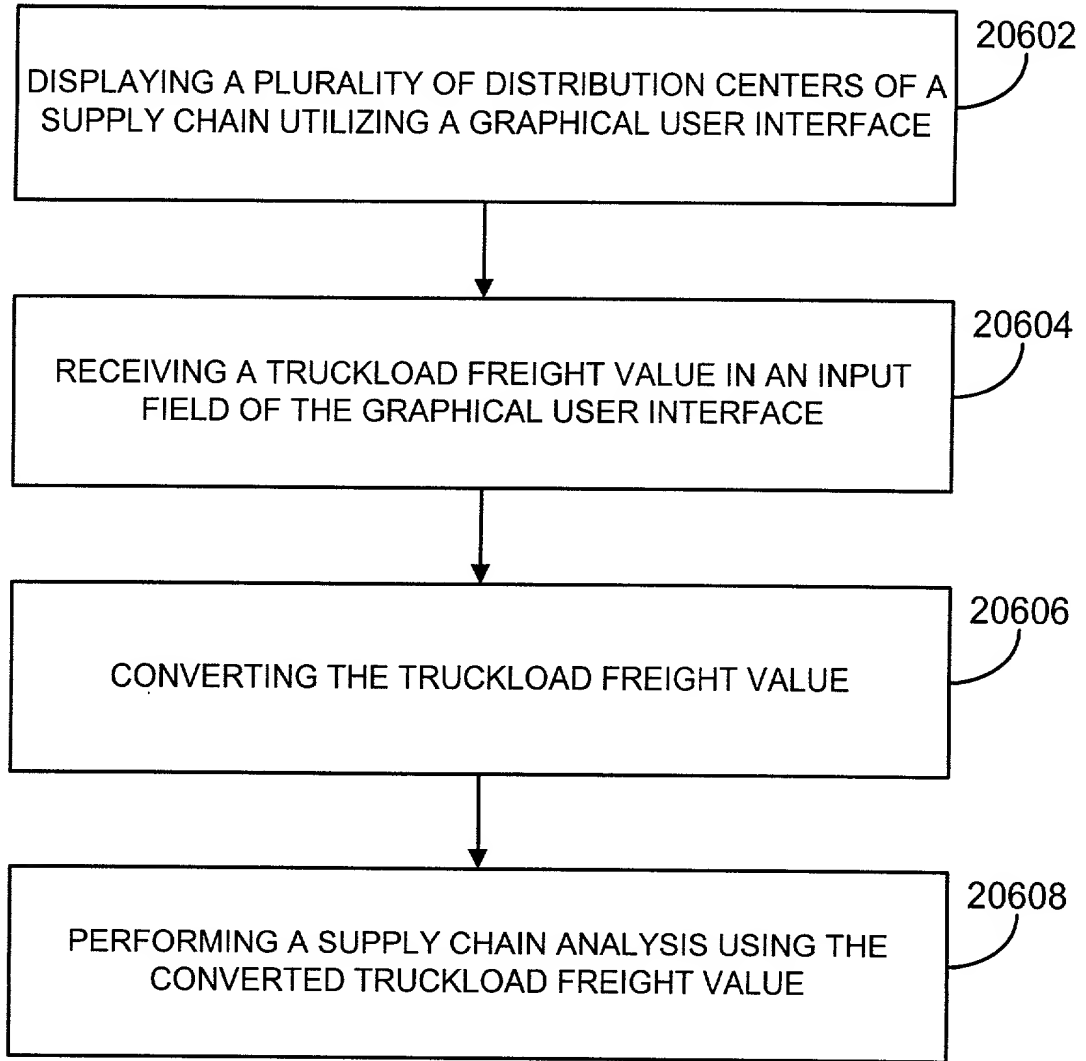 20602
DISPLAYING A PLURALITY OF DISTRIBUTION CENTERS OF A
SUPPLY CHAIN UTILIZING A GRAPHICAL USER INTERFACE
20604
RECEIVING A TRUCKLOAD FREIGHT VALUE IN AN INPUT
FIELD OF THE GRAPHICAL USER INTERFACE
20606
CONVERTING THE TRUCKLOAD FREIGHT VALUE
20608
PERFORMING A SUPPLY CHAIN ANALYSIS USING THE
CONVERTED TRUCKLOAD FREIGHT VALUE